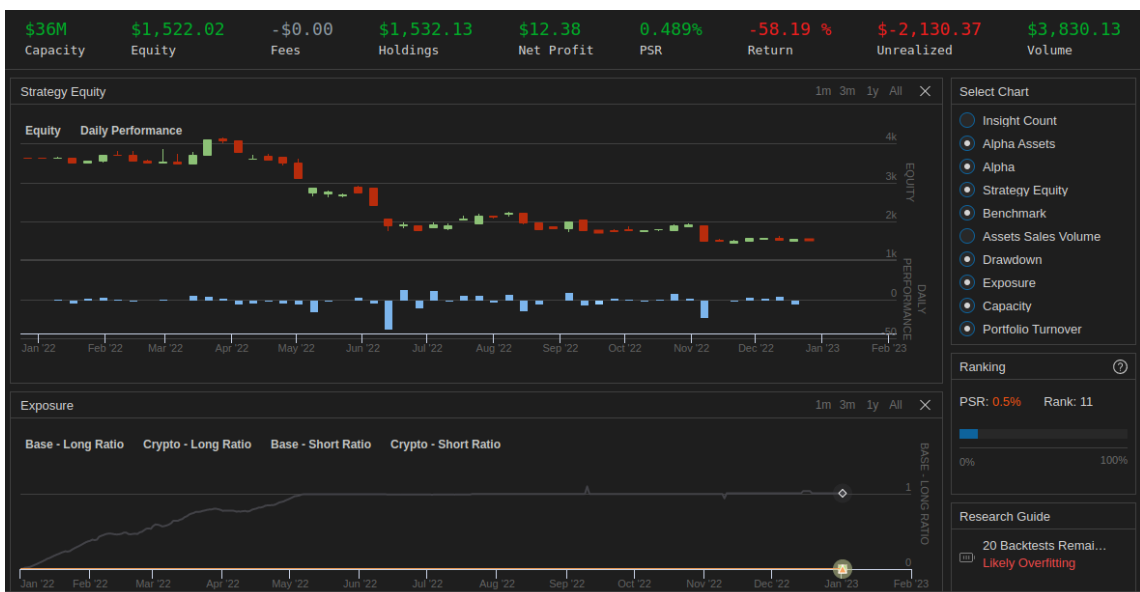 $36M $1,522.02 -$0.00 $1,532.13 $12.38 0.489% -58.19 % $-2,130.37 $3,830.13
Capacity Equity Fees Holdings Net Profit PSR Return Unrealized Volume
Strategy Equity 1m 3m 1y All
Equity Daily Performance
4k
3k
2k
1k
EQUITY
0
-50
DAILY
PERFORMANCE
Jan '22 Feb '22 Mar '22 Apr '22 May '22 Jun '22 Jul '22 Aug '22 Sep '22 Oct '22 Nov '22 Dec '22 Jan '23 Feb '23
Exposure 1m 3m 1y All
Base - Long Ratio Crypto - Long Ratio Base - Short Ratio Crypto - Short Ratio
1
0
BASE - LONG RATIO
Jan '22 Feb '22 Mar '22 Apr '22 May '22 Jun '22 Jul '22 Aug '22 Sep '22 Oct '22 Nov '22 Dec '22 Jan '23 Feb '23
Select Chart
Insight Count
Alpha Assets
Alpha
Strategy Equity
Benchmark
Assets Sales Volume
Drawdown
Exposure
Capacity
Portfolio Turnover
Ranking ?
PSR: 0.5% Rank: 11
0% 100%
Research Guide
20 Backtests Remai...
Likely Overfitting